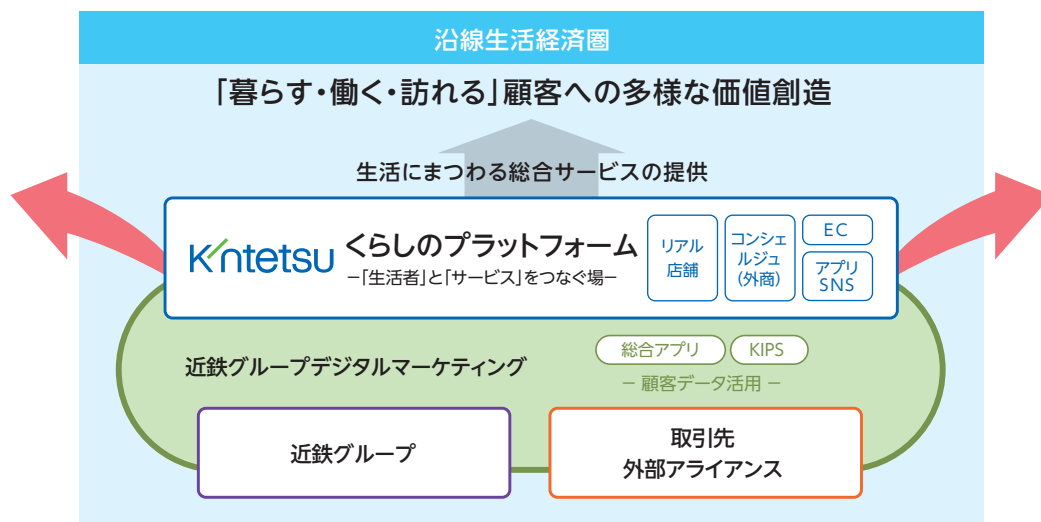 沿線生活経済圏
「暮らす・働く・訪れる」顧客への多様な価値創造
生活にまつわる総合サービスの提供
Kintetsu
くらしのプラットフォーム
−「生活者」と「サービス」をつなぐ場−
リアル
店舗
コンシェ
ルジュ
(外商)
EC
アプリ
SNS
近鉄グループデジタルマーケティング
総合アプリ
KIPS
− 顧客データ活用 −
近鉄グループ
取引先
外部アライアンス